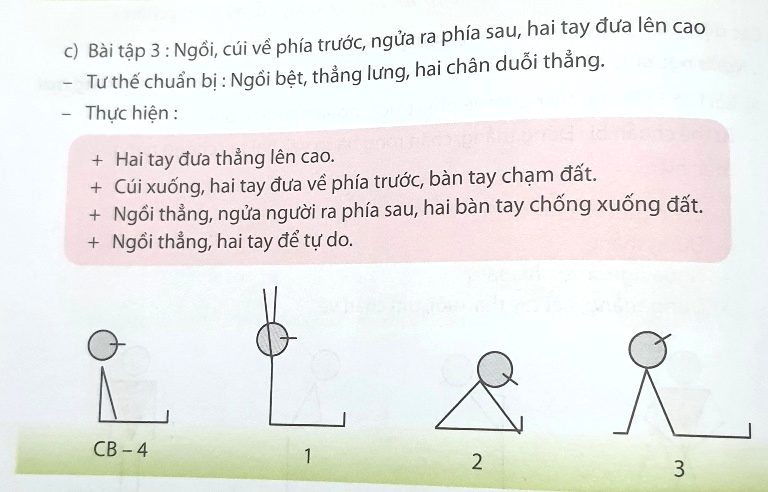 c) Bài tập 3 : Ngồi, cúi về phía trước, ngửa ra phía sau, hai tay đưa lên cao
– Tư thế chuẩn bị : Ngồi bệt, thẳng lưng, hai chân duỗi thẳng.
– Thực hiện :
+ Hai tay đưa thẳng lên cao.
+ Cúi xuống, hai tay đưa về phía trước, bàn tay chạm đất.
+ Ngồi thẳng, ngửa người ra phía sau, hai bàn tay chống xuống đất.
+ Ngồi thẳng, hai tay để tự do.
CB – 4
1
2
3